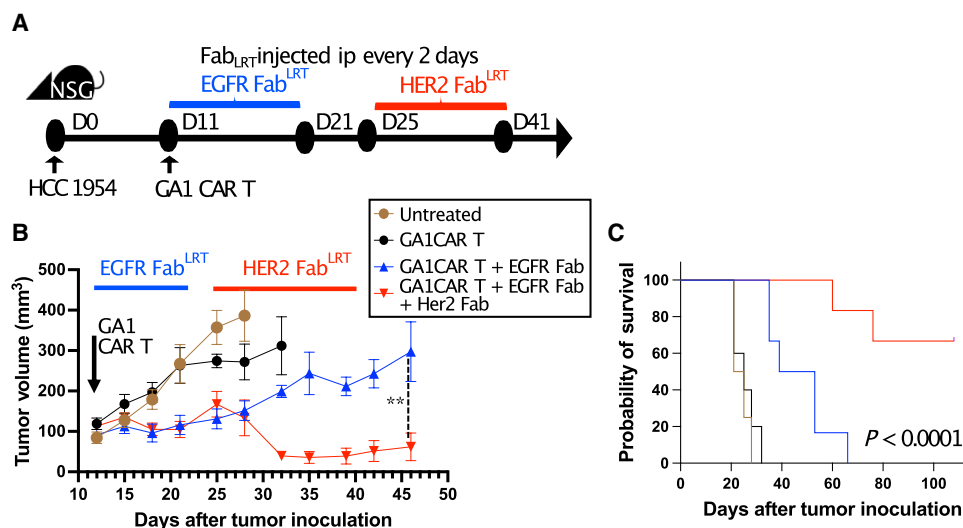 A
Fab LRT injected ip every 2 days
EGFR Fab LRT
HER2 Fab LRT
NSG
D0
D11
D21
D25
D41
HCC 1954
GA1 CAR T
Untreated
GA1CAR T
GA1CAR T + EGFR Fab
GA1CAR T + EGFR Fab
+ Her2 Fab
B
EGFR Fab LRT
HER2 Fab LRT
500
400
300
200
100
0
Tumor volume (mm3)
GA1
CAR T
**
10 15 20 25 30 35 40 45 50
Days after tumor inoculation
C
100
80
60
40
20
0
Probability of survival
P < 0.0001
0 20 40 60 80 100
Days after tumor inoculation